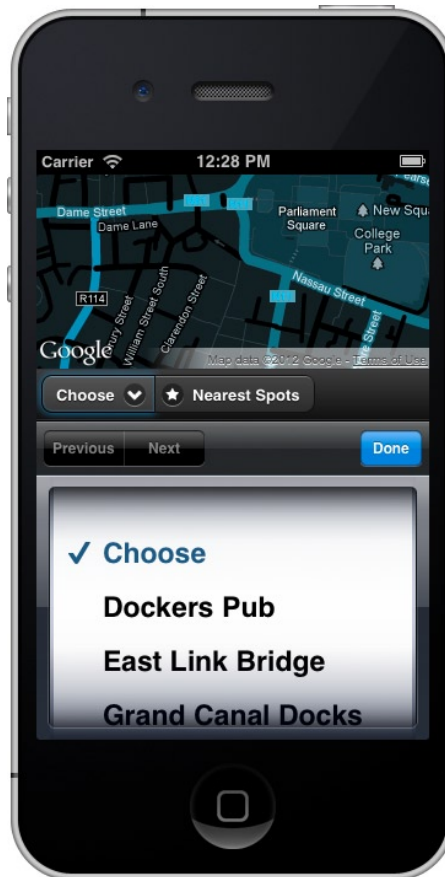 Carrier 12:28 PM
Dame Street
Dame Lane
Parliament
Square
New Squ
College
Park
Nassau Street
R114
William Street South
Clarendon Street
Google
Map data ©2012 Google - Terms of Use
Choose Nearest Spots
Previous Next Done
✓ Choose
Dockers Pub
East Link Bridge
Grand Canal Docks